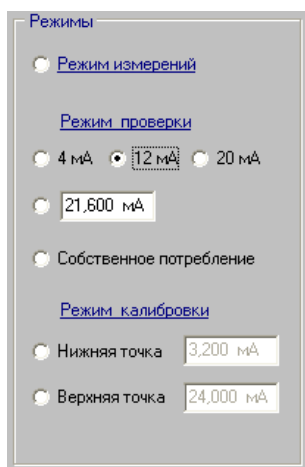 Режимы
Режим измерений
Режим проверки
4 мА 12 мА 20 мА
21,600 мА
Собственное потребление
Режим калибровки
Нижняя точка 3,200 мА
Верхняя точка 24,000 мА